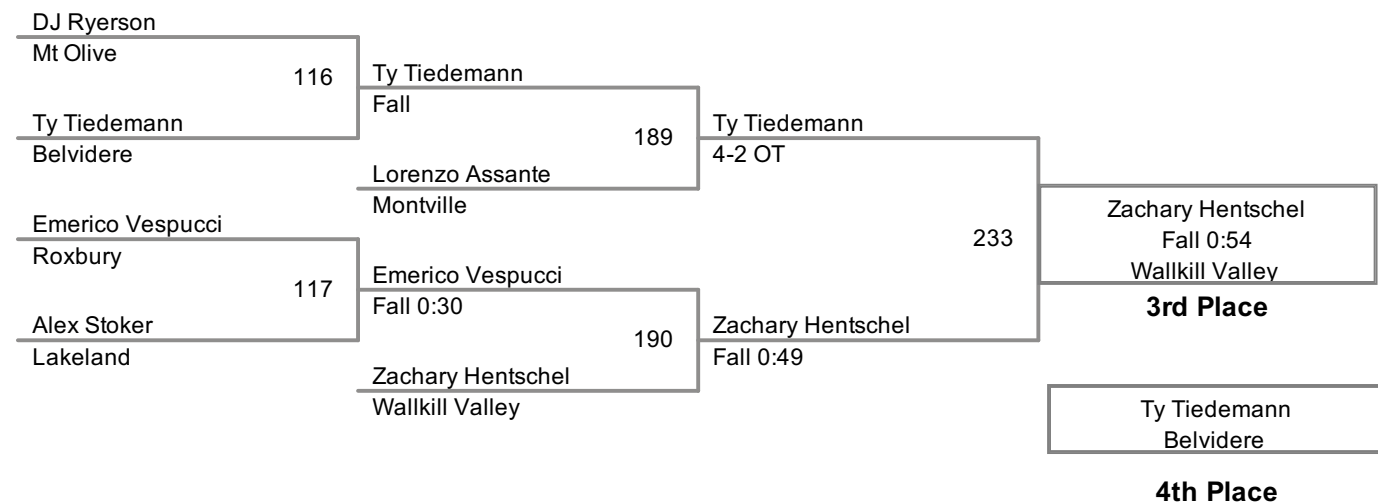 DJ Ryerson
Mt Olive
116
Ty Tiedemann
Belvidere
Emerico Vespucci
Roxbury
117
Alex Stoker
Lakeland
Ty Tiedemann
Fall
189
Lorenzo Assante
Montville
Emerico Vespucci
Fall 0:30
190
Zachary Hentschel
Wallkill Valley
Ty Tiedemann
4-2 OT
233
Zachary Hentschel
Fall 0:49
Zachary Hentschel
Fall 0:54
Wallkill Valley
3rd Place
Ty Tiedemann
Belvidere
4th Place